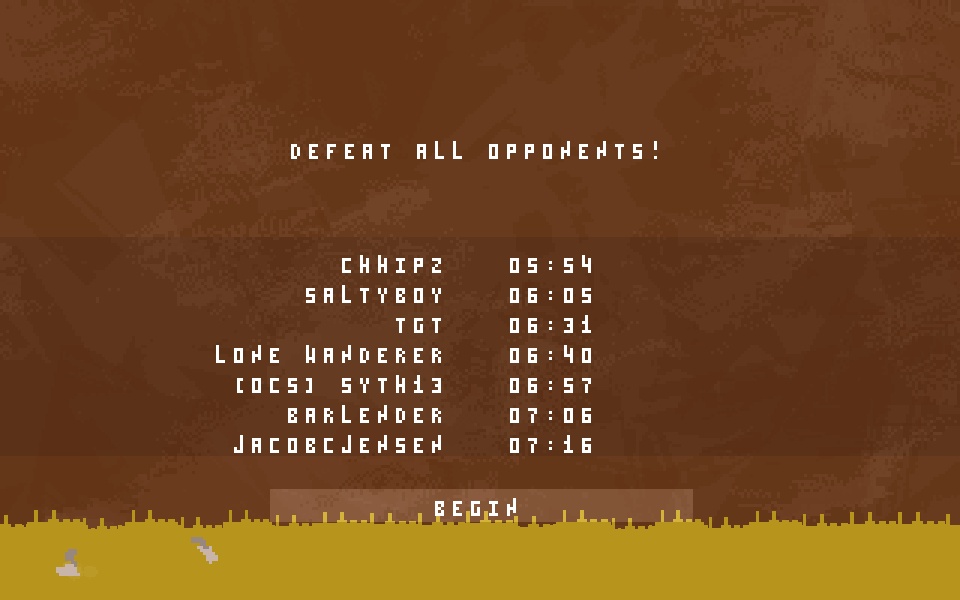 DEFEAT ALL OPPONENTS!
CHHIPZ 05:54
SALTYBOY 06:05
TGT 06:31
LONE WANDERER 06:40
[OCS] SYTH13 06:57
BARLENDER 07:06
JACOBCJENSEN 07:16
BEGIN